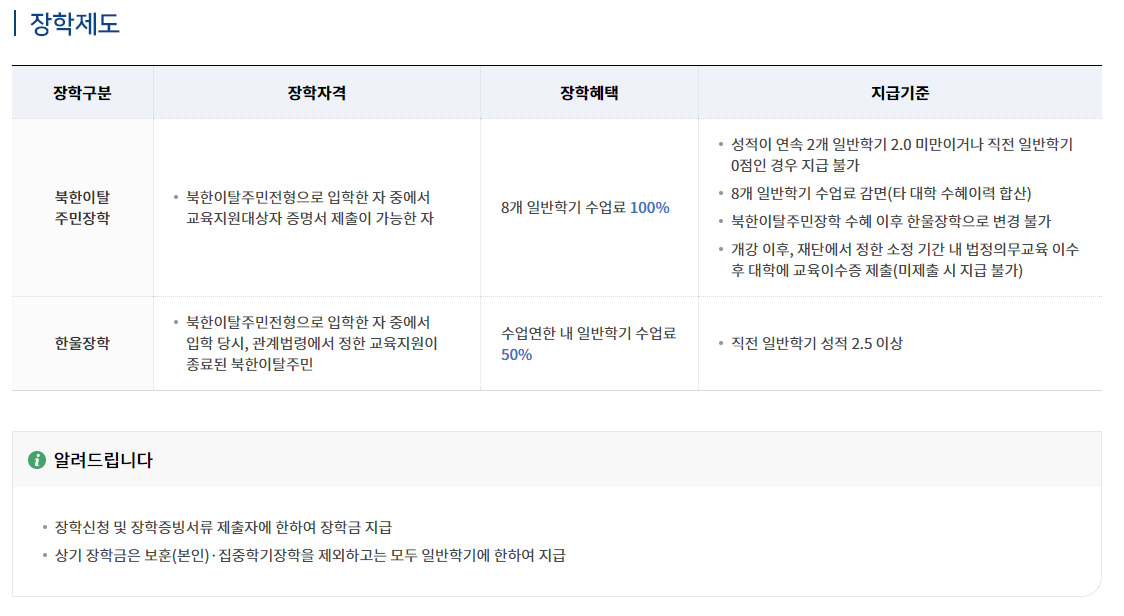 장학제도
장학구분 장학자격 장학혜택 지급기준
북한이탈
주민장학
• 북한이탈주민전형으로 입학한 자 중에서
교육지원대상자 증명서 제출이 가능한 자
8개 일반학기 수업료 100%
• 성적이 연속 2개 일반학기 2.0 미만이거나 직전 일반학기
0점인 경우 지급 불가
• 8개 일반학기 수업료 감면(타 대학 수혜이력 합산)
• 북한이탈주민장학 수혜 이후 한울장학으로 변경 불가
• 개강 이후, 재단에서 정한 소정 기간 내 법정의무교육 이수
후 대학에 교육이수증 제출(미제출 시 지급 불가)
한울장학
• 북한이탈주민전형으로 입학한 자 중에서
입학 당시, 관계법령에서 정한 교육지원이
종료된 북한이탈주민
수업연한 내 일반학기 수업료
50%
• 직전 일반학기 성적 2.5 이상
알려드립니다
• 장학신청 및 장학증빙서류 제출자에 한하여 장학금 지급
• 상기 장학금은 보훈(본인)·집중학기장학을 제외하고는 모두 일반학기에 한하여 지급